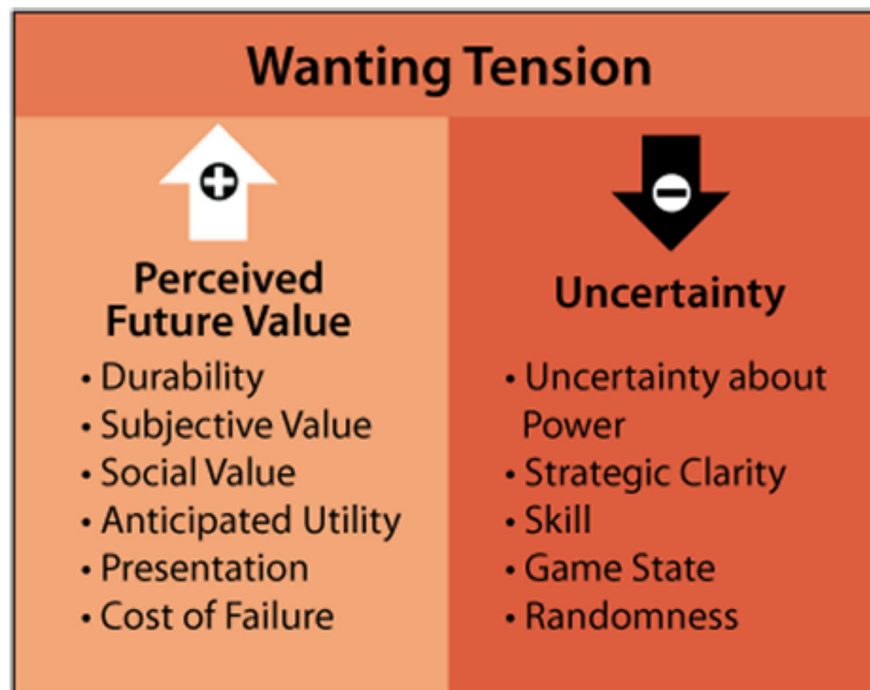 Wanting Tension
Perceived
Future Value
• Durability
• Subjective Value
• Social Value
• Anticipated Utility
• Presentation
• Cost of Failure
Uncertainty
• Uncertainty about
Power
• Strategic Clarity
• Skill
• Game State
• Randomness